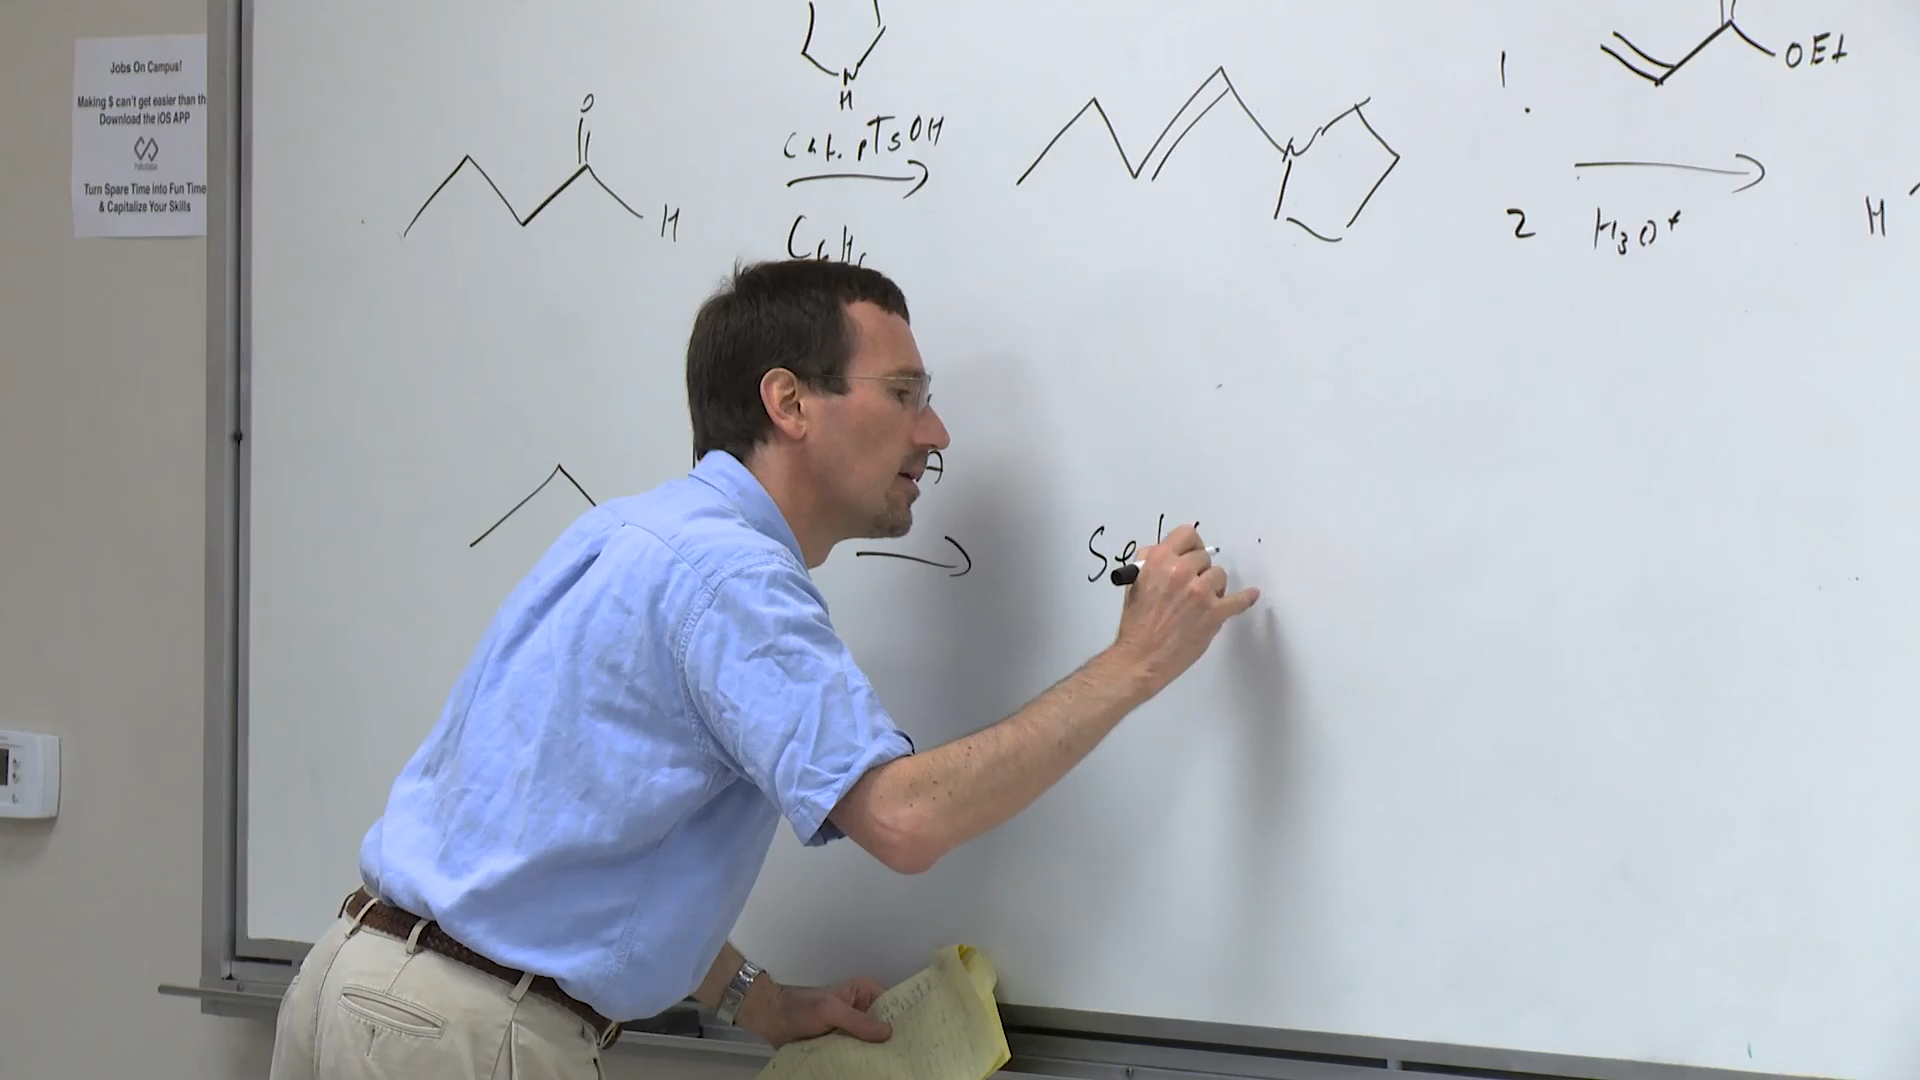 Jobs On Campus!
Making $ can't get easier than th
Download the iOS APP
Turn Spare Time into Fun Time
& Capitalize Your Skills
O
H
N
H
cat. pTsOH
C6H6
N
1.
OEt
2
H3O+
H
A
Se